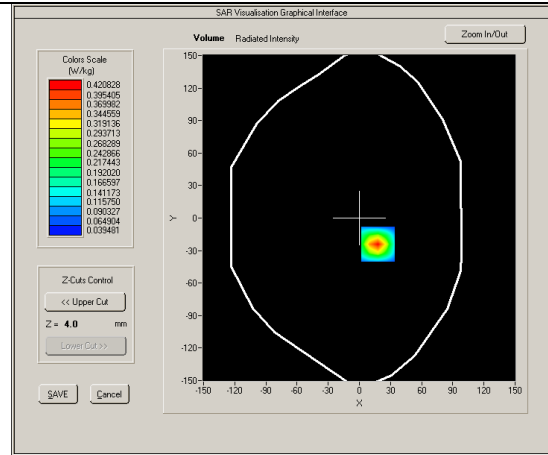 SAR Visualisation Graphical Interface
Volume Radiated Intensity
Zoom In/Out
Colors Scale
(W/kg)
0.420828
0.395405
0.369982
0.344559
0.319136
0.293713
0.268289
0.242866
0.217443
0.192020
0.166597
0.141173
0.115750
0.090327
0.064904
0.039481
Z-Cuts Control
<< Upper Cut
Z = 4.0 mm
Lower Cut >>
SAVE Cancel
Y
150
120
90
60
30
0
-30
-60
-90
-120
-150
-150 -120 -90 -60 -30 0 30 60 90 120 150
X